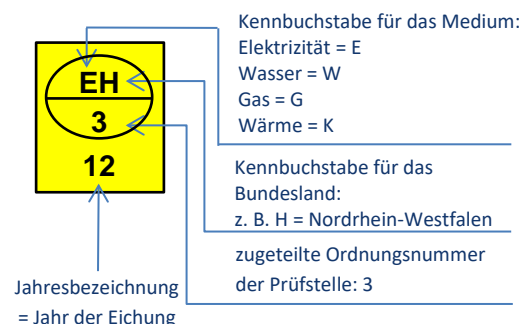 EH
3
12
Kennbuchstabe für das Medium:
Elektrizität = E
Wasser = W
Gas = G
Wärme = K
Kennbuchstabe für das
Bundesland:
z. B. H = Nordrhein-Westfalen
zugeteilte Ordnungsnummer
der Prüfstelle: 3
Jahresbezeichnung
= Jahr der Eichung